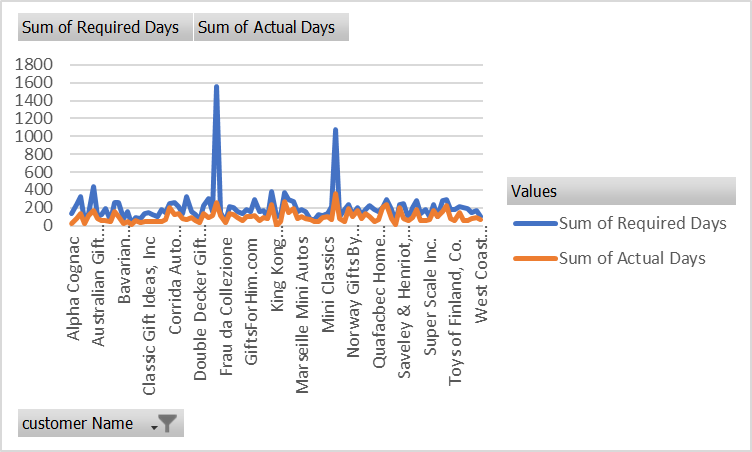 Sum of Required Days Sum of Actual Days
1800
1600
1400
1200
1000
800
600
400
200
0
Alpha Cognac
Australian Gift…
Bavarian…
Classic Gift Ideas, Inc
Corrida Auto…
Double Decker Gift…
Frau da Collezione
GiftsForHim.com
King Kong…
Marseille Mini Autos
Mini Classics
Norway Gifts By…
Quafacbec Home…
Saveley & Henriot,…
Super Scale Inc.
Toys of Finland, Co.
West Coast…
Values
Sum of Required Days
Sum of Actual Days
customer Name